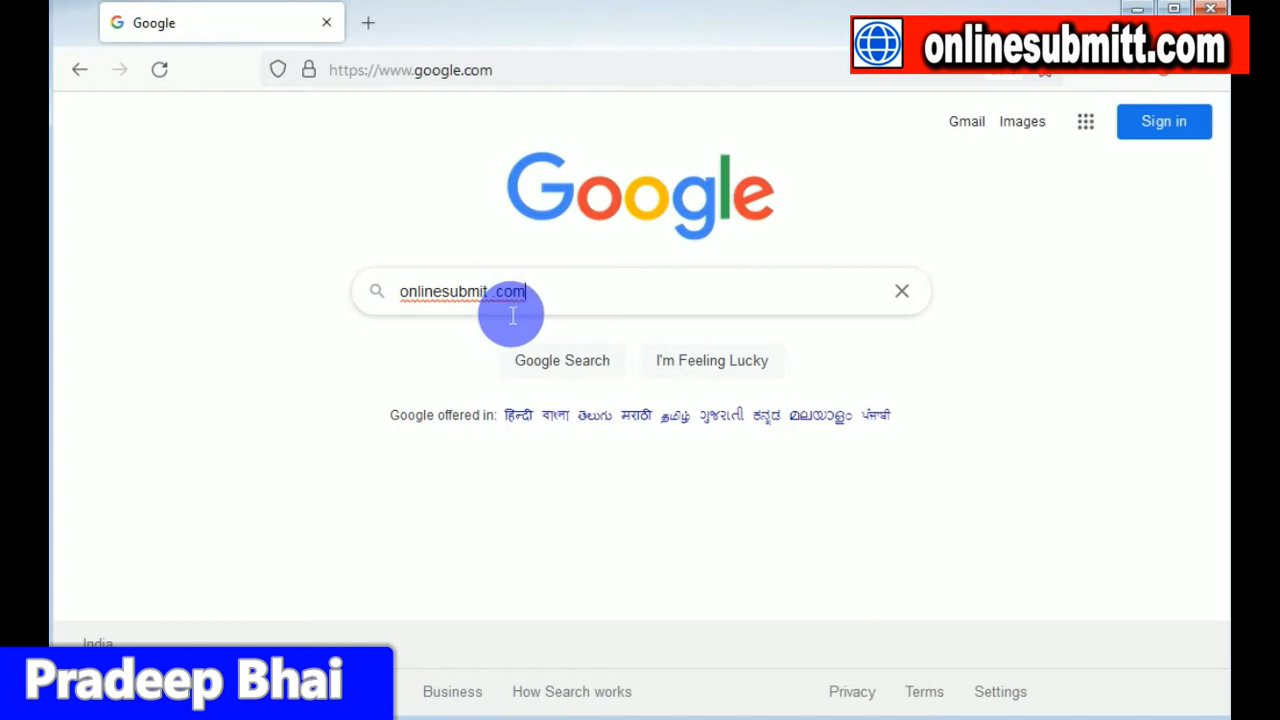 Google
onlinesubmitt.com
https://www.google.com
Gmail Images Sign in
Google
onlinesubmit .com
Google Search I'm Feeling Lucky
Google offered in: हिन्दी বাংলা తెలుగు मराठी தமிழ் ગુજરાતી ಕನ್ನಡ മലയാളം ਪੰਜਾਬੀ
India
Pradeep Bhai
Business How Search works Privacy Terms Settings